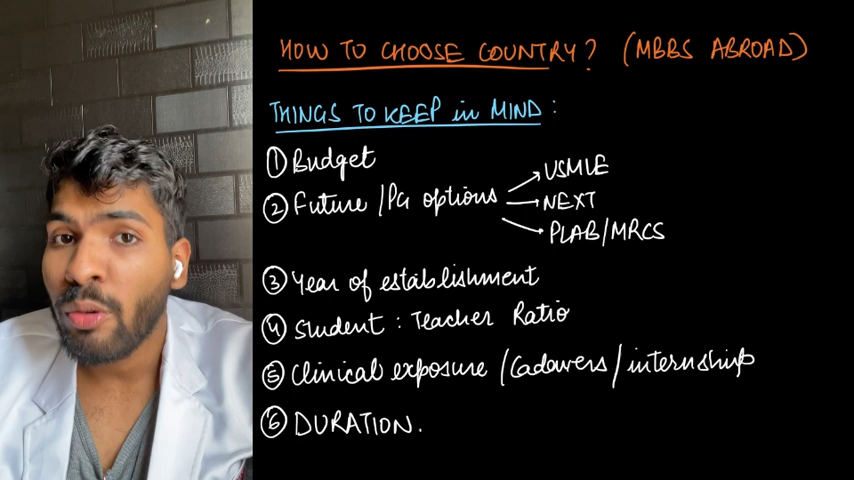 HOW TO CHOOSE COUNTRY? (MBBS ABROAD)
THINGS TO KEEP in MIND :
① Budget
② Future /PG options → USMLE
→ NEXT
→ PLAB/MRCS
③ Year of establishment
④ Student : Teacher Ratio
⑤ Clinical exposure /Cadavers / internship
⑥ DURATION.